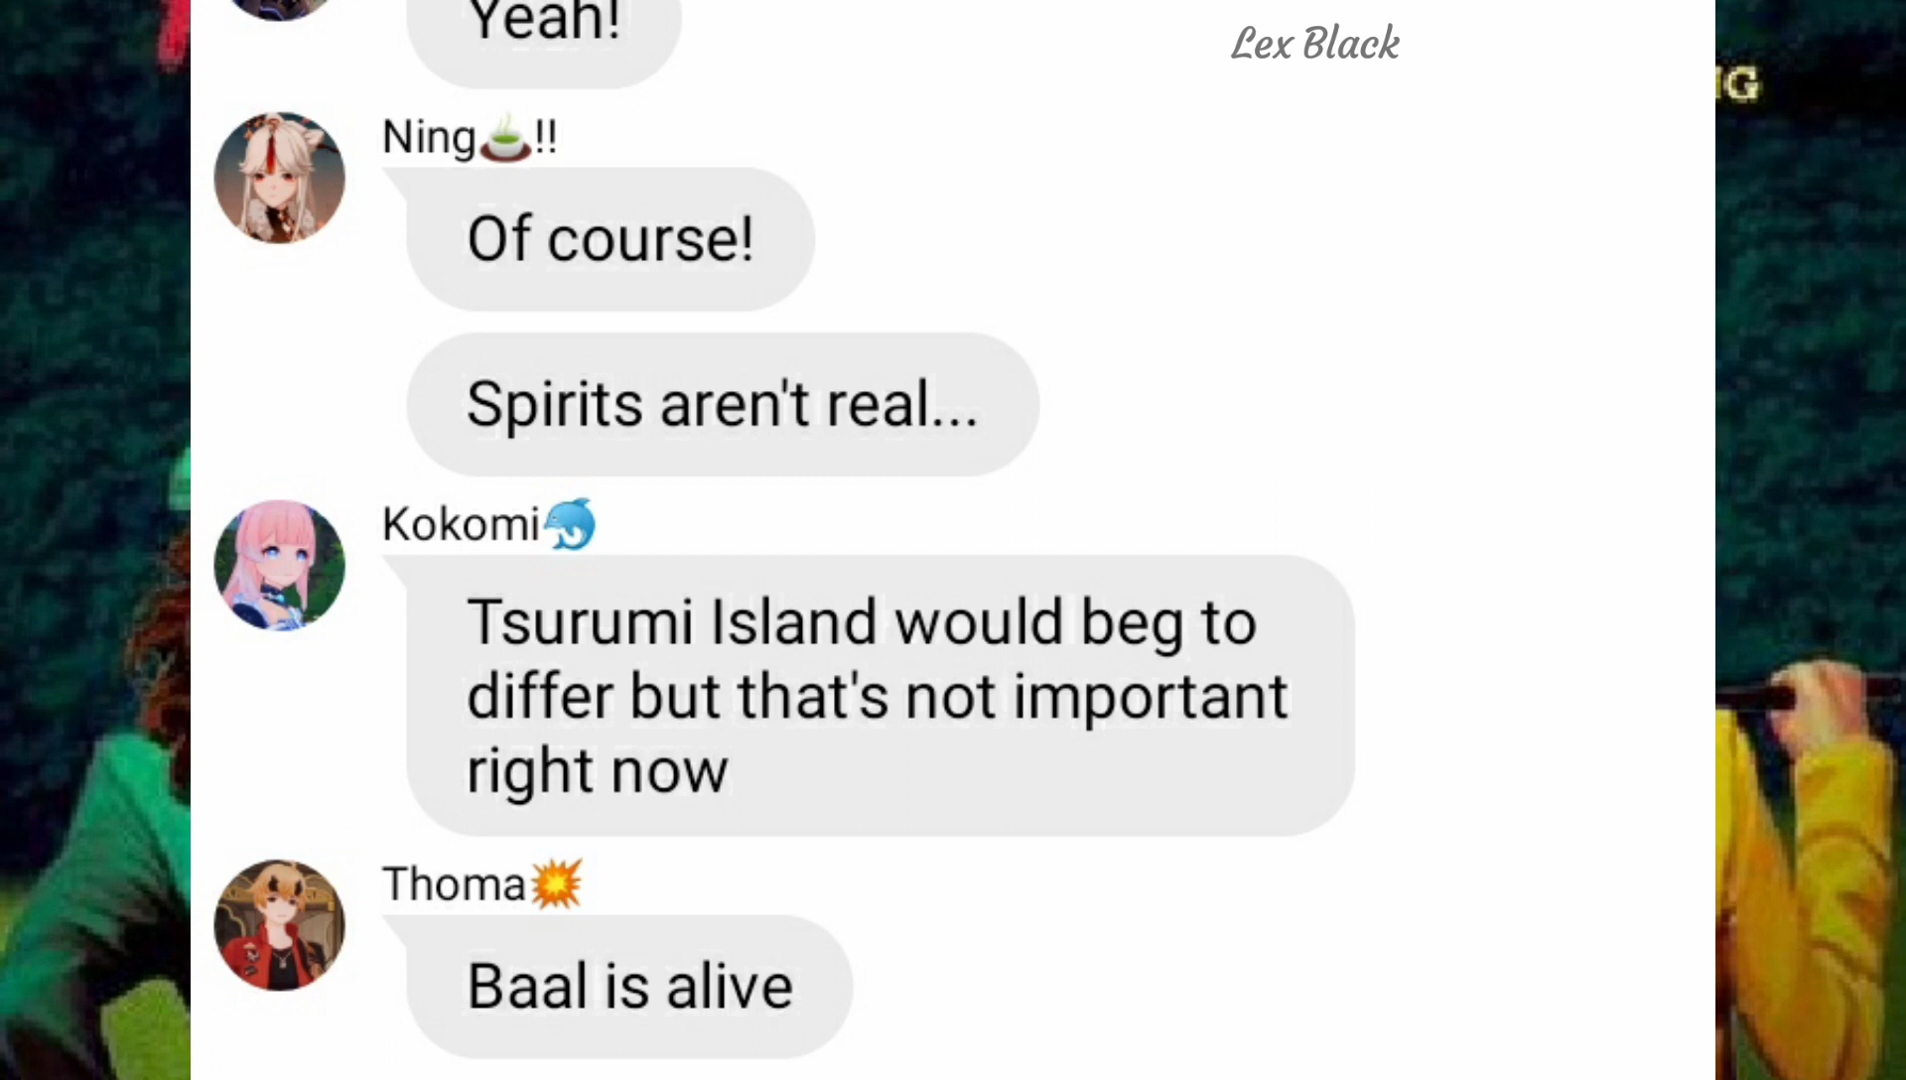 Yeah!
Lex Black
NG
Ning🍵!!
Of course!
Spirits aren't real...
Kokomi🐬
Tsurumi Island would beg to
differ but that's not important
right now
Thoma💥
Baal is alive